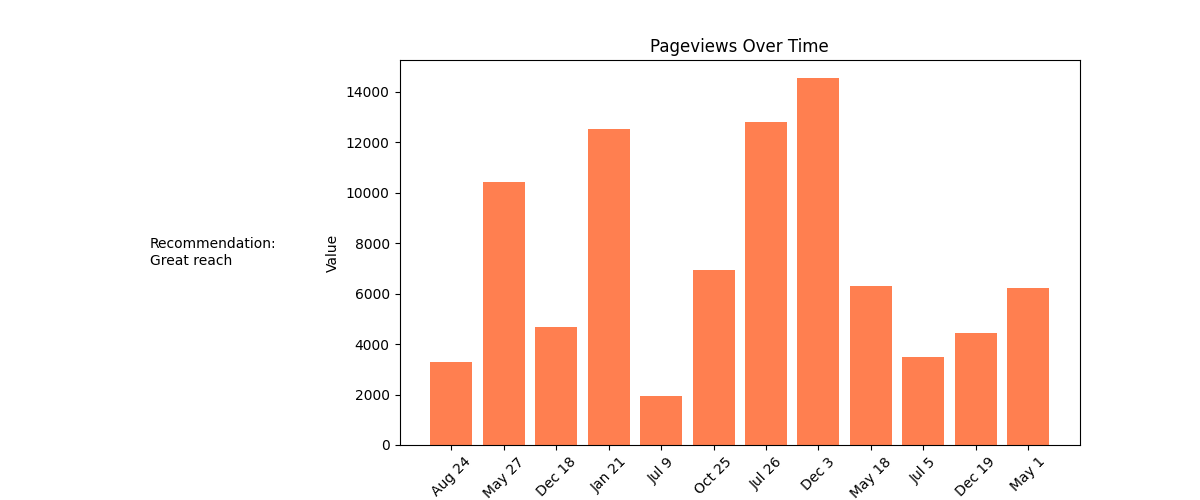 Pageviews Over Time
Recommendation:
Great reach
Value
14000
12000
10000
8000
6000
4000
2000
0
Aug 24
May 27
Dec 18
Jan 21
Jul 9
Oct 25
Jul 26
Dec 3
May 18
Jul 5
Dec 19
May 1